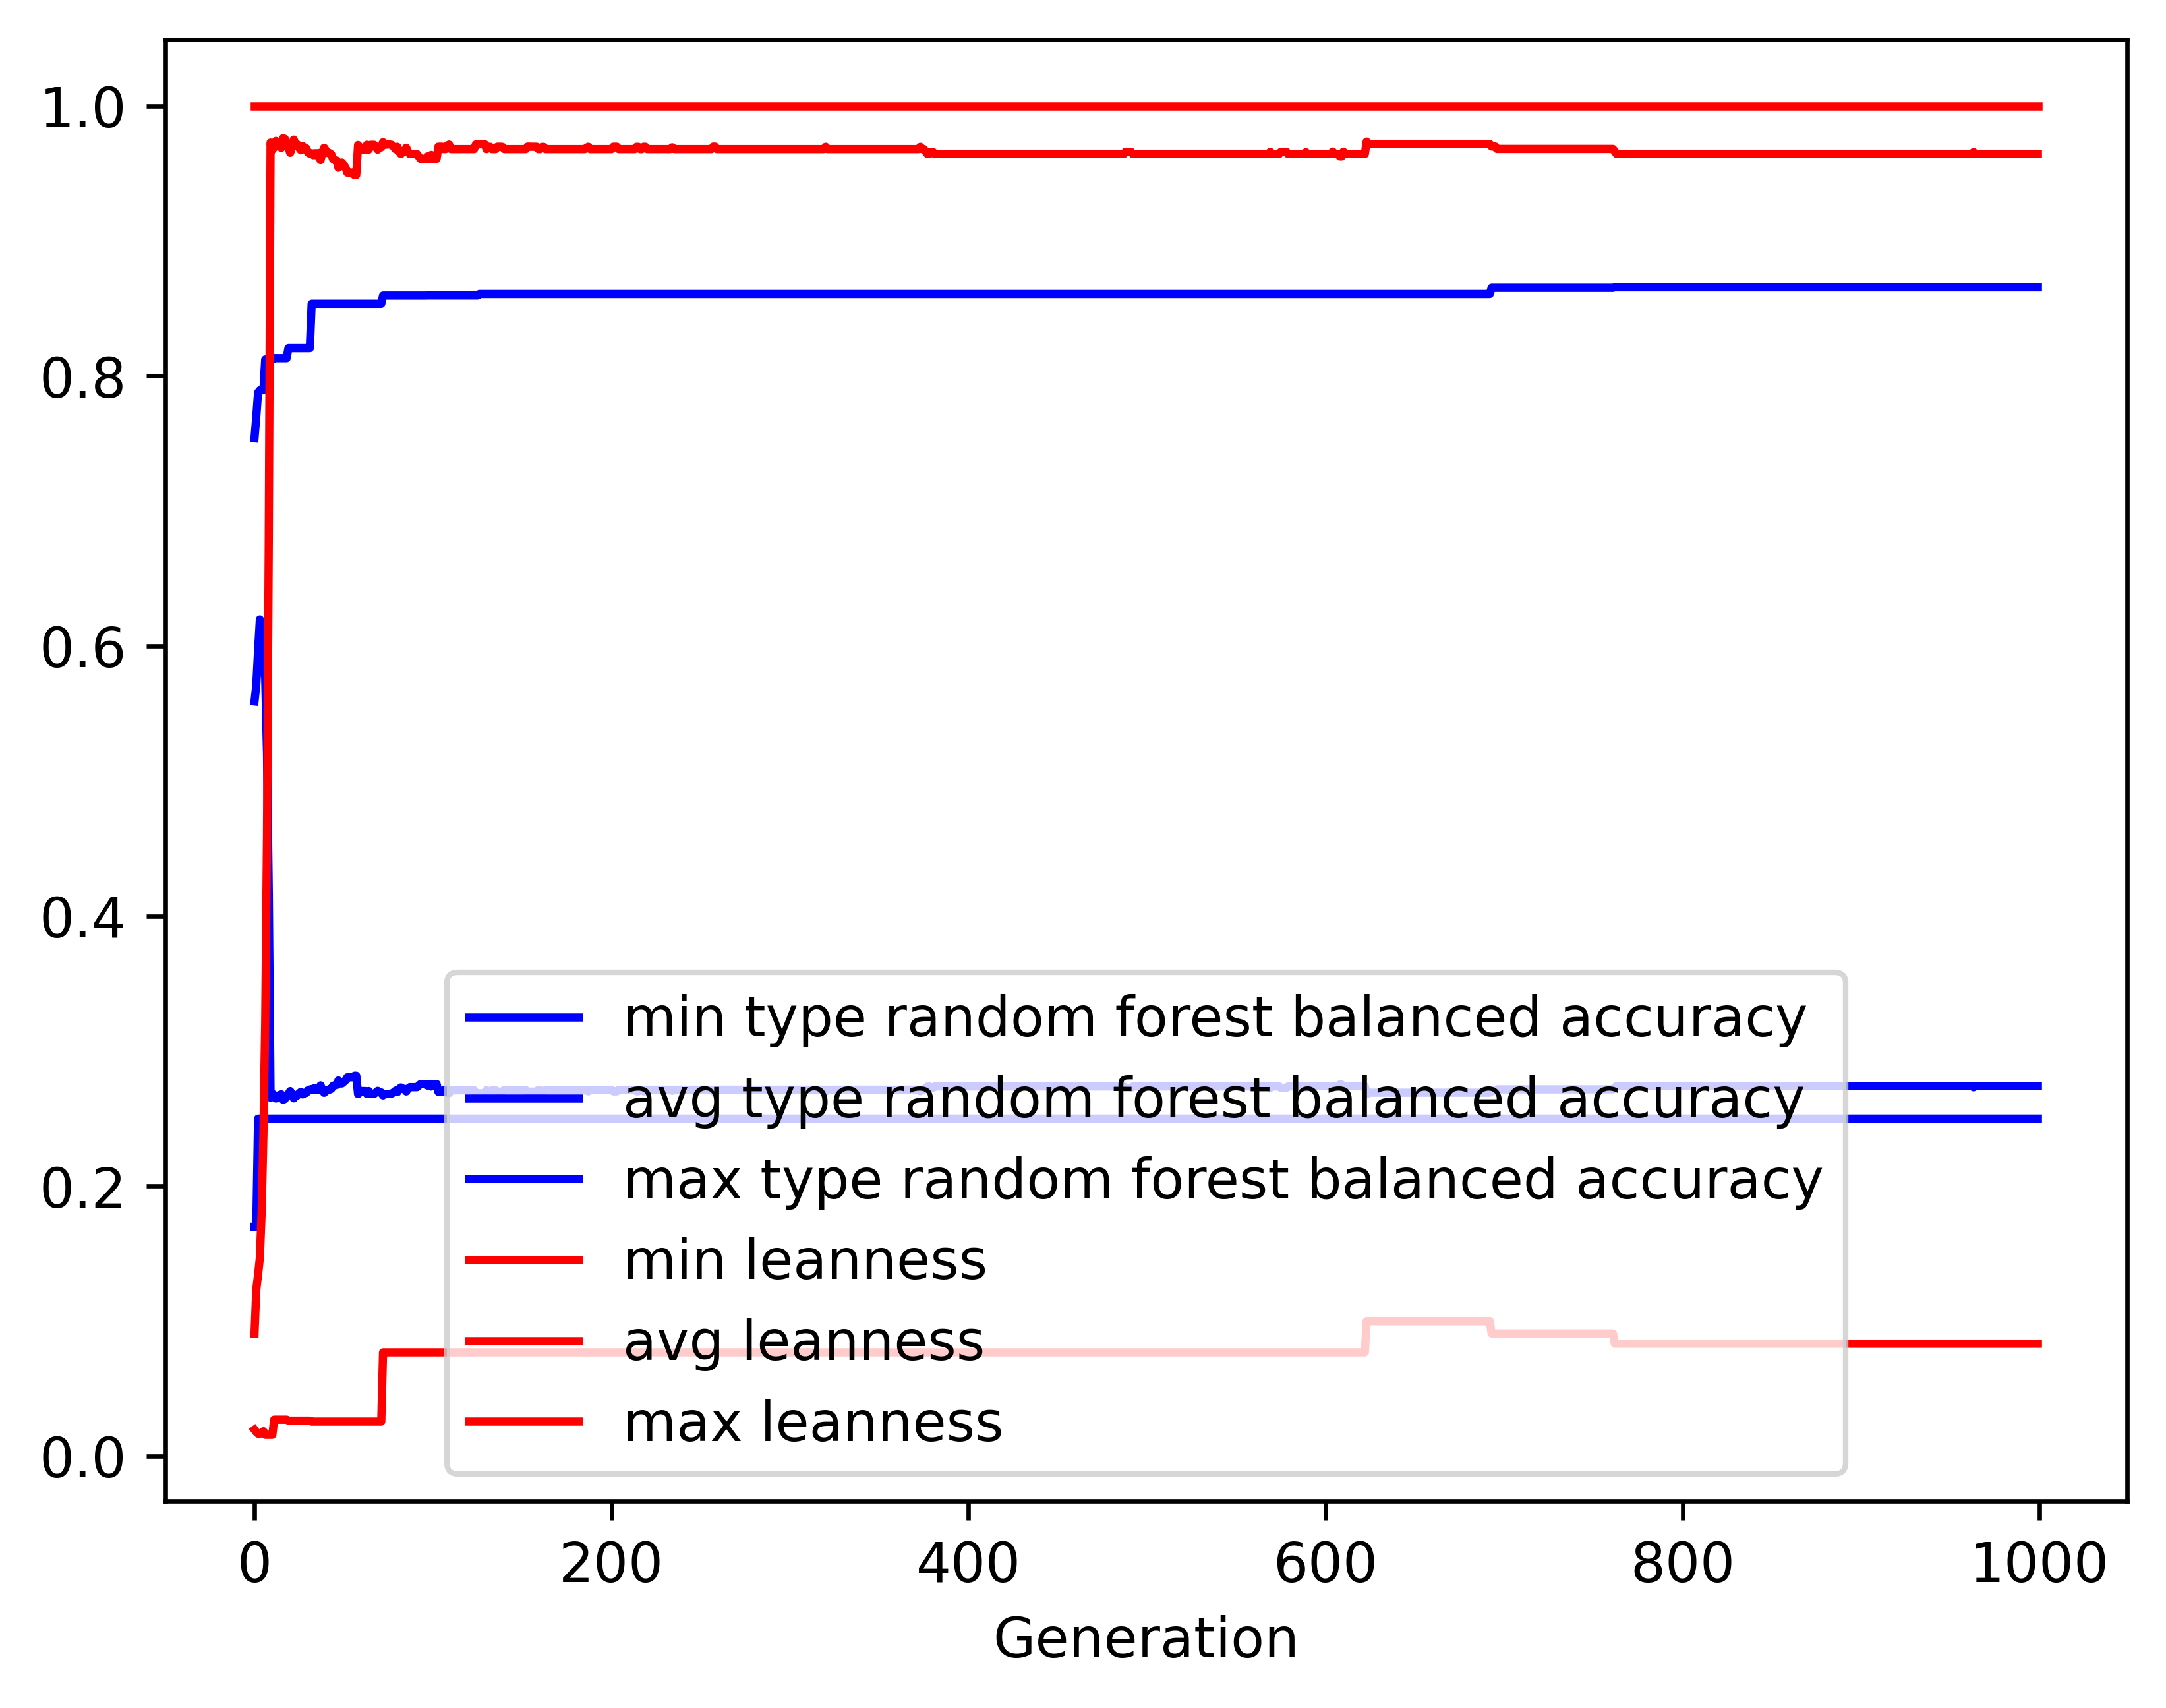 1.0
0.8
0.6
0.4
0.2
0.0
min type random forest balanced accuracy
avg type random forest balanced accuracy
max type random forest balanced accuracy
min leanness
avg leanness
max leanness
0 200 400 600 800 1000
Generation